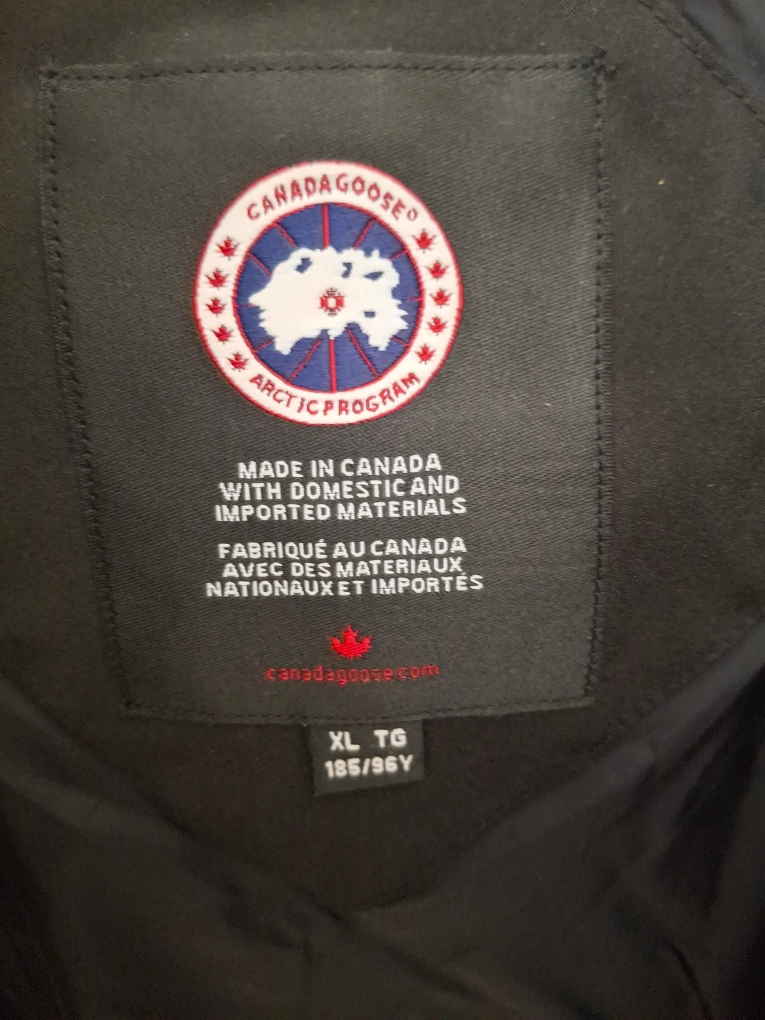 CANADA GOOSE®
ARCTIC PROGRAM
MADE IN CANADA
WITH DOMESTIC AND
IMPORTED MATERIALS
FABRIQUÉ AU CANADA
AVEC DES MATERIAUX
NATIONAUX ET IMPORTÉS
canadagoose.com
XL TG
185/96Y